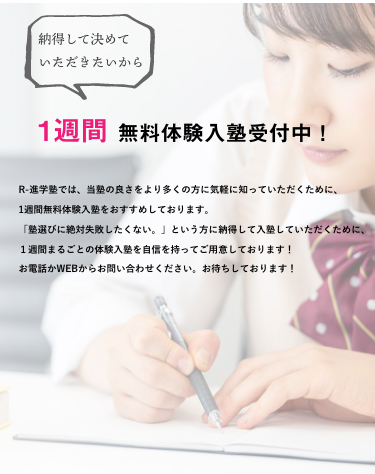 納得して決めて
いただきたいから
1週間 無料体験入塾受付中！
R-進学塾では、当塾の良さをより多くの方に気軽に知っていただくために、
1週間無料体験入塾をおすすめしております。
「塾選びに絶対失敗したくない。」という方に納得して入塾していただくために、
１週間まるごとの体験入塾を自信を持ってご用意しております！
お電話かWEBからお問い合わせください。お待ちしております！